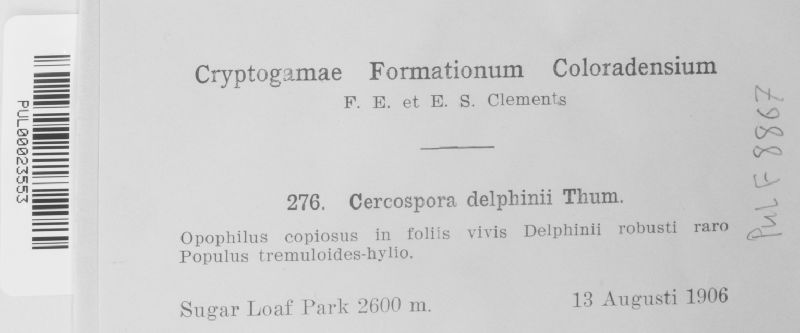 Cryptogamae Formationum Coloradensium
F. E. et E. S. Clements
276. Cercospora delphinii Thum.
Opophilus copiosus in foliis vivis Delphinii robusti raro
Populus tremuloides-hylio.
Sugar Loaf Park 2600 m.
13 Augusti 1906
PUL00023553
PUL F 8867